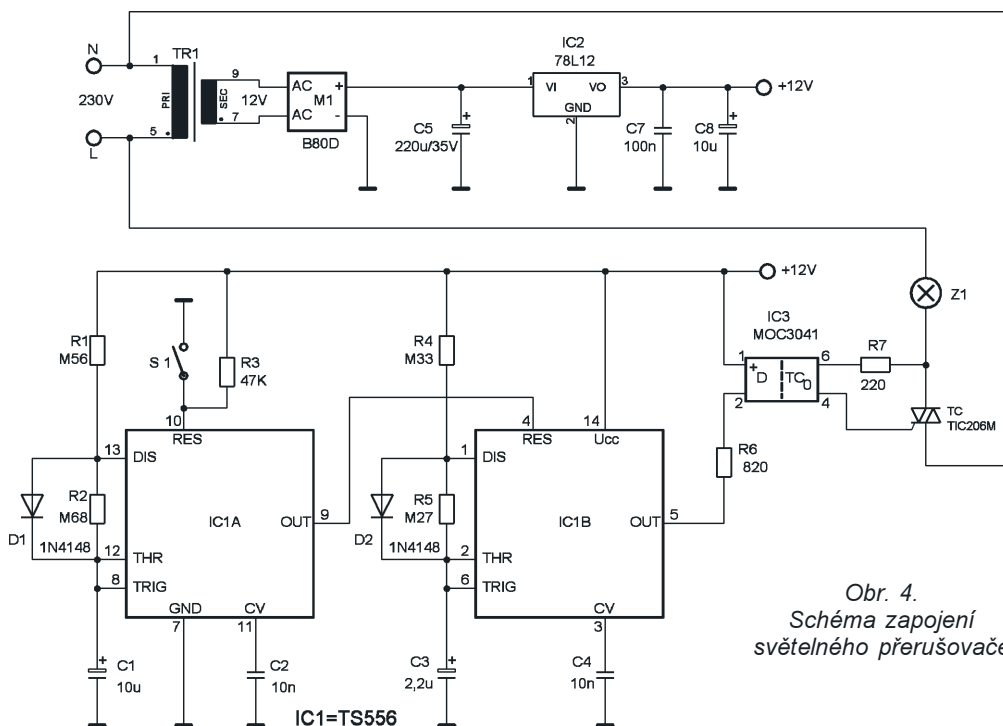 N
1
TR1
9
230V
PRI
SEC
12V
5
7
L
AC
AC
M1
+
-
B80D
C5
220u/35V
+
IC2
78L12
1
VI
VO
3
GND
2
C7
100n
C8
10u
+
+12V
+12V
R1
M56
S 1
R3
47K
R4
M33
IC3
MOC3041
1
+
D
TC
0
6
2
4
R7
220
Z1
TC
TIC206M
10
RES
13
DIS
R2
M68
D1
1N4148
12
THR
8
TRIG
IC1A
OUT
9
GND
7
CV
11
C1
10u
+
C2
10n
4
RES
14
Ucc
1
DIS
R5
M27
D2
1N4148
2
THR
6
TRIG
IC1B
OUT
5
CV
3
R6
820
C3
2,2u
+
C4
10n
IC1=TS556
Obr. 4.
Schéma zapojení
světelného přerušovače